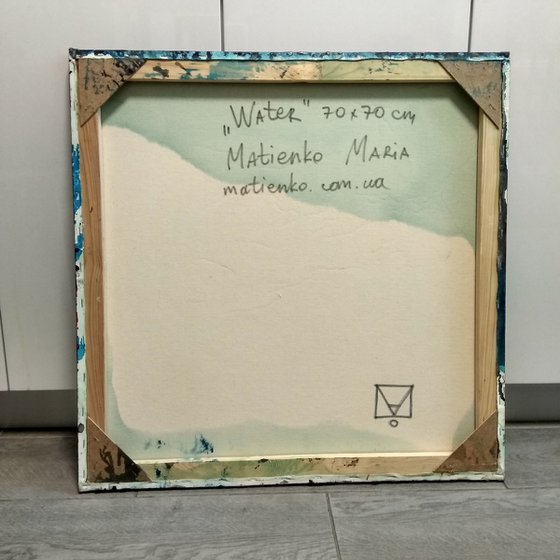 „Water" 70x70 cm
Matienko Maria
matienko.com.ua